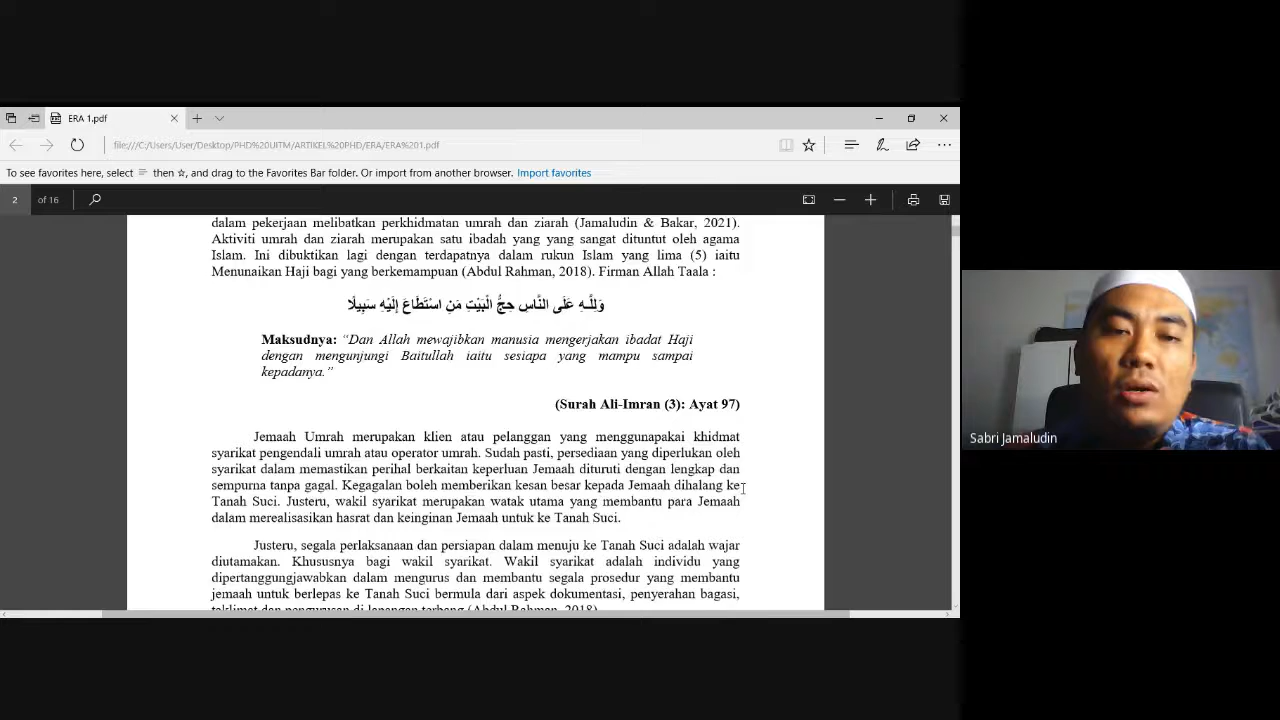 ERA 1.pdf
file:///C:/Users/User/Desktop/PHD%20UITM/ARTIKEL%20PHD/ERA/ERA%201.pdf
To see favorites here, select ≡ then ☆, and drag to the Favorites Bar folder. Or import from another browser. Import favorites
2 of 16
dalam pekerjaan melibatkan perkhidmatan umrah dan ziarah (Jamaludin & Bakar, 2021).
Aktiviti umrah dan ziarah merupakan satu ibadah yang yang sangat dituntut oleh agama
Islam. Ini dibuktikan lagi dengan terdapatnya dalam rukun Islam yang lima (5) iaitu
Menunaikan Haji bagi yang berkemampuan (Abdul Rahman, 2018). Firman Allah Taala :
وَلِلَّـهِ عَلَى النَّاسِ حِجُّ الْبَيْتِ مَنِ اسْتَطَاعَ إِلَيْهِ سَبِيلًا
Maksudnya: “Dan Allah mewajibkan manusia mengerjakan ibadat Haji
dengan mengunjungi Baitullah iaitu sesiapa yang mampu sampai
kepadanya.”
(Surah Ali-Imran (3): Ayat 97)
Jemaah Umrah merupakan klien atau pelanggan yang menggunapakai khidmat
syarikat pengendali umrah atau operator umrah. Sudah pasti, persediaan yang diperlukan oleh
syarikat dalam memastikan perihal berkaitan keperluan Jemaah dituruti dengan lengkap dan
sempurna tanpa gagal. Kegagalan boleh memberikan kesan besar kepada Jemaah dihalang ke
Tanah Suci. Justeru, wakil syarikat merupakan watak utama yang membantu para Jemaah
dalam merealisasikan hasrat dan keinginan Jemaah untuk ke Tanah Suci.
Justeru, segala perlaksanaan dan persiapan dalam menuju ke Tanah Suci adalah wajar
diutamakan. Khususnya bagi wakil syarikat. Wakil syarikat adalah individu yang
dipertanggungjawabkan dalam mengurus dan membantu segala prosedur yang membantu
jemaah untuk berlepas ke Tanah Suci bermula dari aspek dokumentasi, penyerahan bagasi,
taklimat dan pengurusan di lapangan terbang (Abdul Rahman, 2018).
Sabri Jamaludin